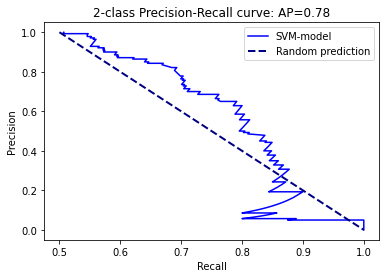 2-class Precision-Recall curve: AP=0.78
SVM-model
Random prediction
Precision
1.0
0.8
0.6
0.4
0.2
0.0
0.5 0.6 0.7 0.8 0.9 1.0
Recall